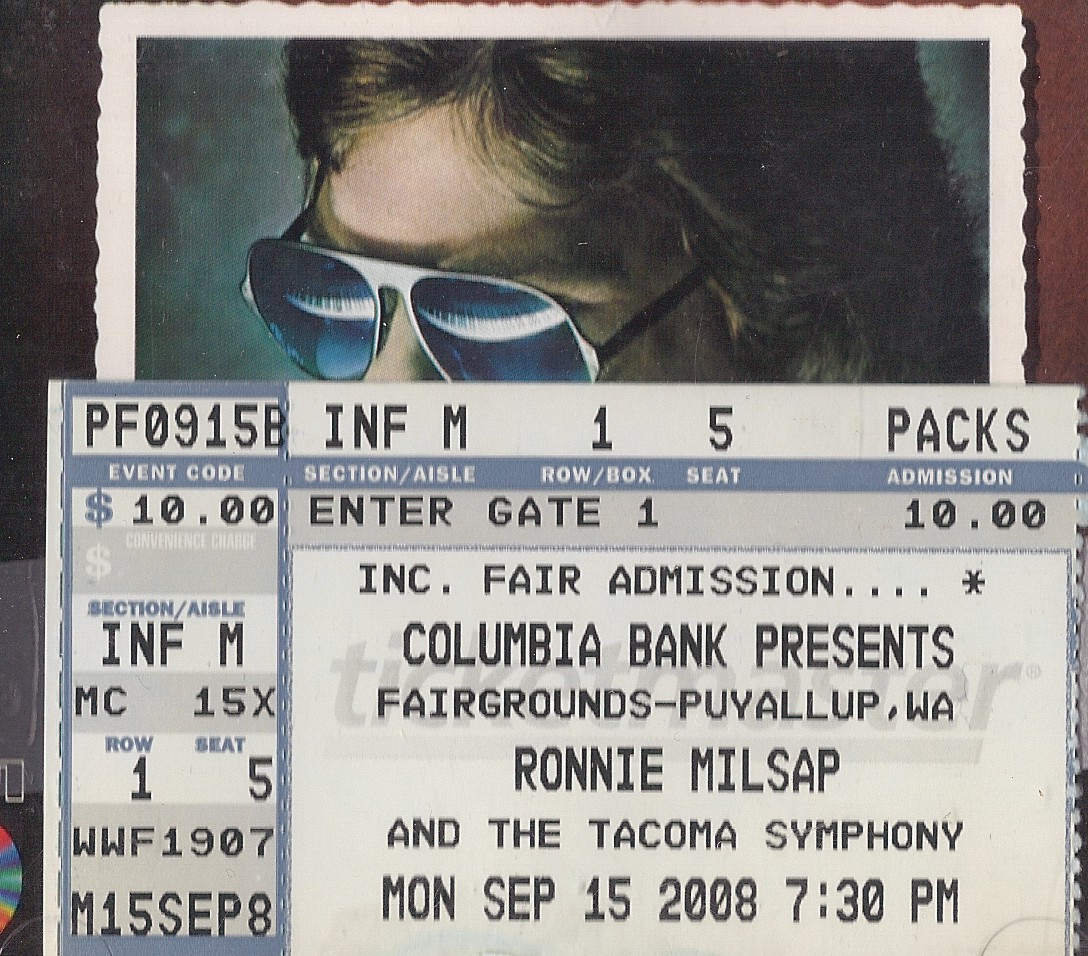 PF0915B INF M 1 5 PACKS
EVENT CODE SECTION/AISLE ROW/BOX SEAT ADMISSION
$ 10.00 ENTER GATE 1 10.00
CONVENIENCE CHARGE
$
INC. FAIR ADMISSION.... *
SECTION/AISLE
INF M
COLUMBIA BANK PRESENTS
ticketmaster®
MC 15X
FAIRGROUNDS-PUYALLUP,WA
ROW SEAT
1 5
RONNIE MILSAP
WWF1907
AND THE TACOMA SYMPHONY
M15SEP8
MON SEP 15 2008 7:30 PM